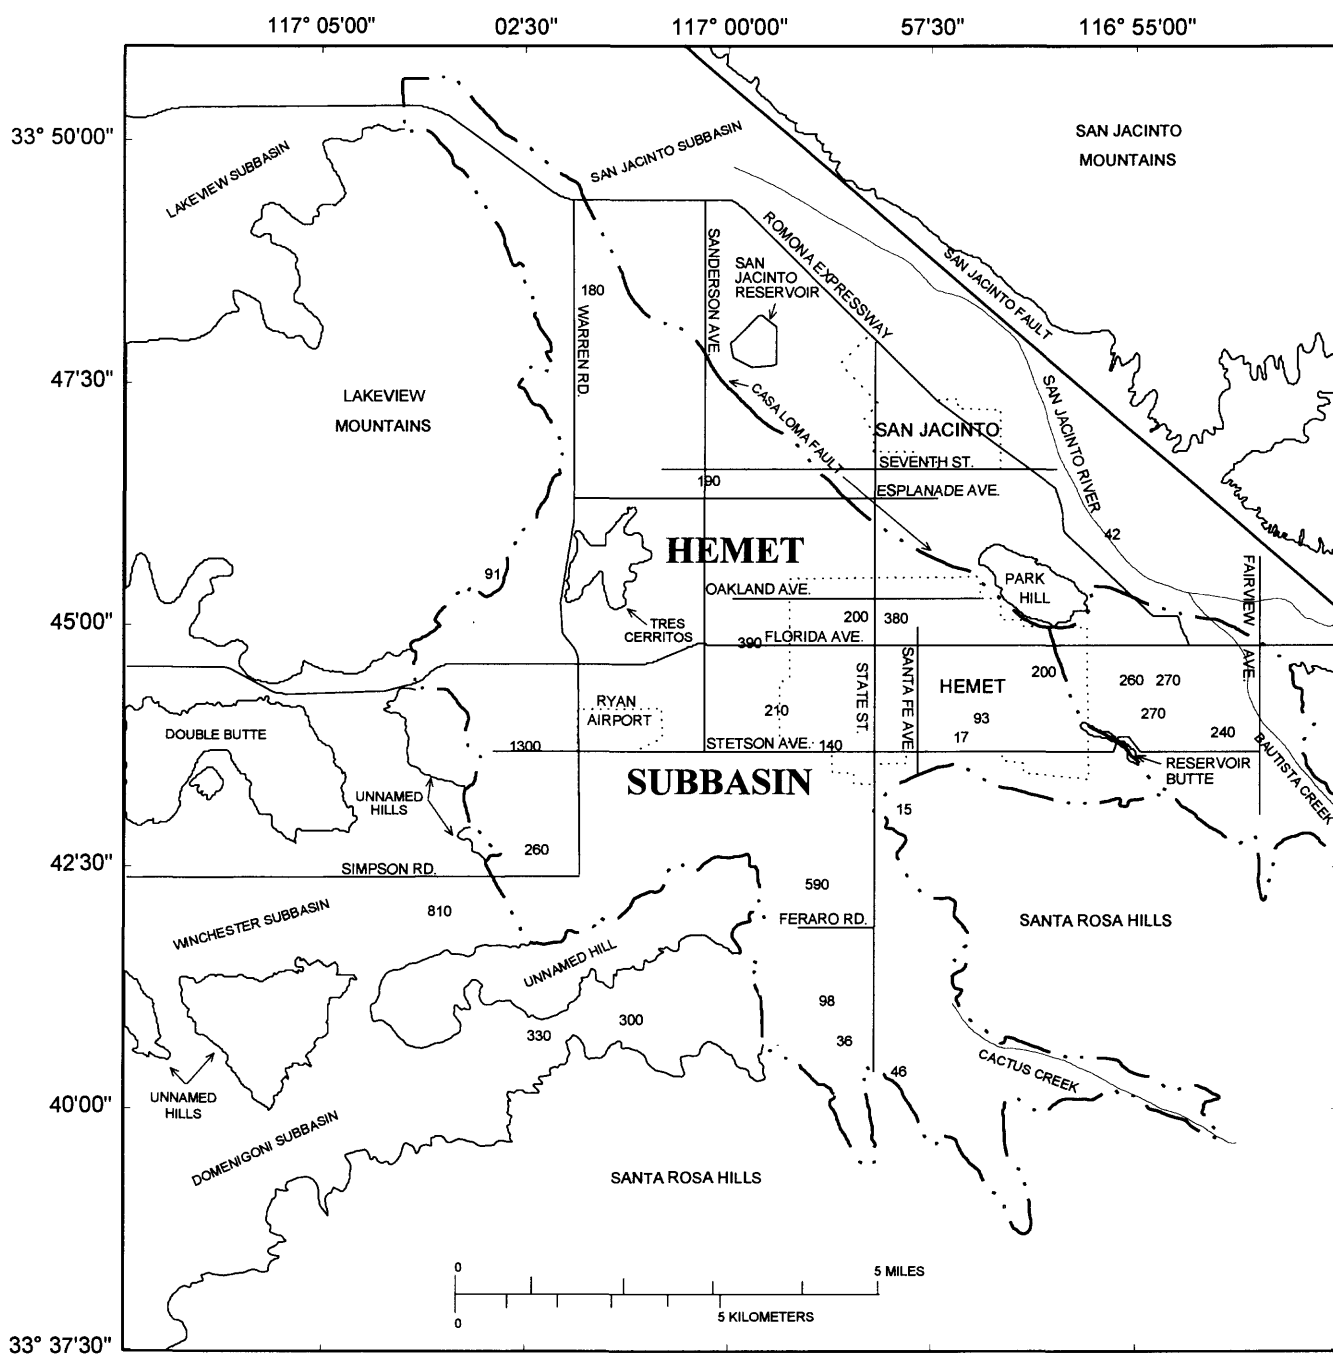 117° 05'00"
02'30"
117° 00'00"
57'30"
116° 55'00"
33° 50'00"
SAN JACINTO
MOUNTAINS
SAN JACINTO SUBBASIN
LAKEVIEW SUBBASIN
ROMONA EXPRESSWAY
SANDERSON AVE.
SAN
JACINTO
RESERVOIR
SAN JACINTO FAULT
180
WARREN RD.
47'30"
LAKEVIEW
MOUNTAINS
CASA LOMA FAULT
SAN JACINTO RIVER
SAN JACINTO
SEVENTH ST.
190
ESPLANADE AVE.
42
HEMET
91
PARK
HILL
FAIRVIEW
AVE.
OAKLAND AVE.
45'00"
TRES
CERRITOS
200
380
390
FLORIDA AVE.
STATE ST.
SANTA FE AVE
200
HEMET
260
270
RYAN
AIRPORT
210
93
270
DOUBLE BUTTE
17
240
1300
STETSON AVE.
140
BAUTISTA CREEK
RESERVOIR
BUTTE
SUBBASIN
UNNAMED
HILLS
15
260
42'30"
SIMPSON RD.
590
810
WINCHESTER SUBBASIN
FERARO RD.
SANTA ROSA HILLS
UNNAMED HILL
98
300
330
36
CACTUS CREEK
46
UNNAMED
HILLS
40'00"
DOMENIGONI SUBBASIN
SANTA ROSA HILLS
0
5 MILES
5 KILOMETERS
0
33° 37'30"